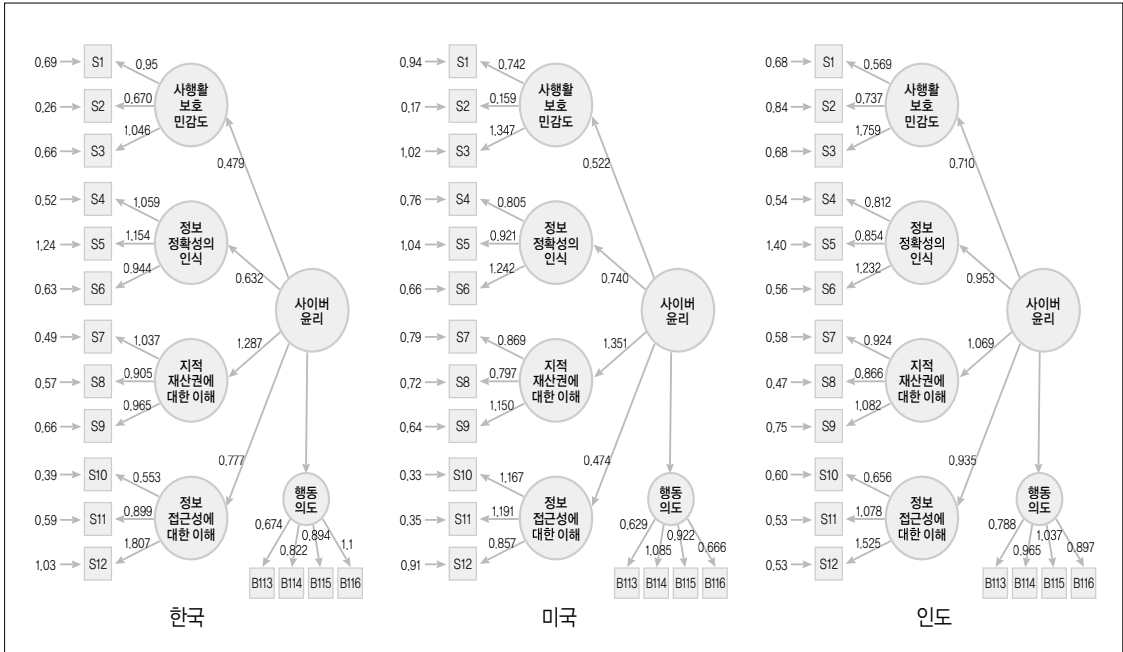 0.69
S1
0.95
0.26
S2
0.670
0.66
S3
1.046
사행활
보호
민감도
0.479
0.52
S4
1.059
1.24
S5
1.154
0.63
S6
0.944
정보
정확성의
인식
0.632
사이버
윤리
0.49
S7
1.037
0.57
S8
0.905
0.66
S9
0.965
지적
재산권에
대한 이해
1.287
0.39
S10
0.553
0.59
S11
0.899
1.03
S12
1.807
정보
접근성에
대한 이해
0.777
행동
의도
0.674
0.822
0.894
1.1
B113
B114
B115
B116
한국
0.94
S1
0.742
0.17
S2
0.159
1.02
S3
1.347
사행활
보호
민감도
0.522
0.76
S4
0.805
1.04
S5
0.921
0.66
S6
1.242
정보
정확성의
인식
0.740
사이버
윤리
0.79
S7
0.869
0.72
S8
0.797
0.64
S9
1.150
지적
재산권에
대한 이해
1.351
0.33
S10
1.167
0.35
S11
1.191
0.91
S12
0.857
정보
접근성에
대한 이해
0.474
행동
의도
0.629
1.085
0.922
0.666
B113
B114
B115
B116
미국
0.68
S1
0.569
0.84
S2
0.737
0.68
S3
1.759
사행활
보호
민감도
0.710
0.54
S4
0.812
1.40
S5
0.854
0.56
S6
1.232
정보
정확성의
인식
0.953
사이버
윤리
0.58
S7
0.924
0.47
S8
0.866
0.75
S9
1.082
지적
재산권에
대한 이해
1.069
0.60
S10
0.656
0.53
S11
1.078
0.53
S12
1.525
정보
접근성에
대한 이해
0.935
행동
의도
0.788
0.965
1.037
0.897
B113
B114
B115
B116
인도